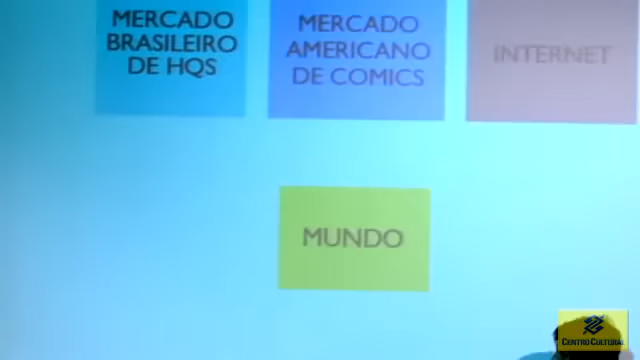 MERCADO
BRASILEIRO
DE HQS
MERCADO
AMERICANO
DE COMICS
INTERNET
MUNDO
CENTRO CULTURAL